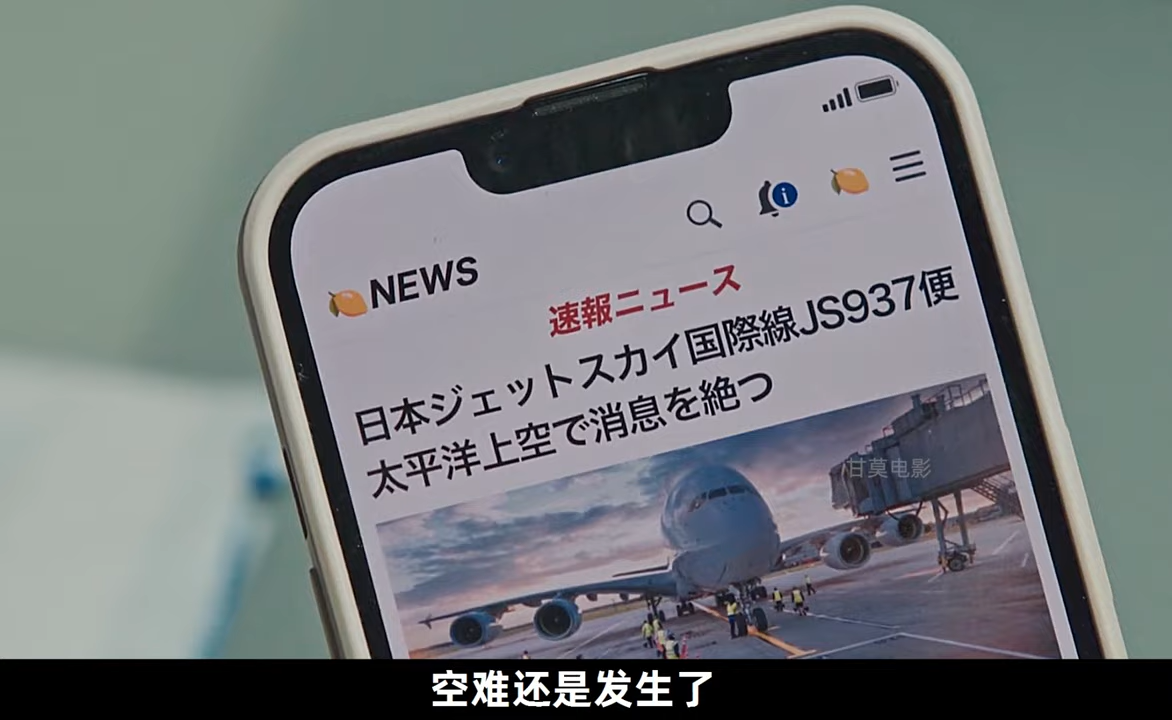 NEWS
速報ニュース
日本ジェットスカイ国際線JS937便
太平洋上空で消息を絶つ
甘莫电影
空难还是发生了